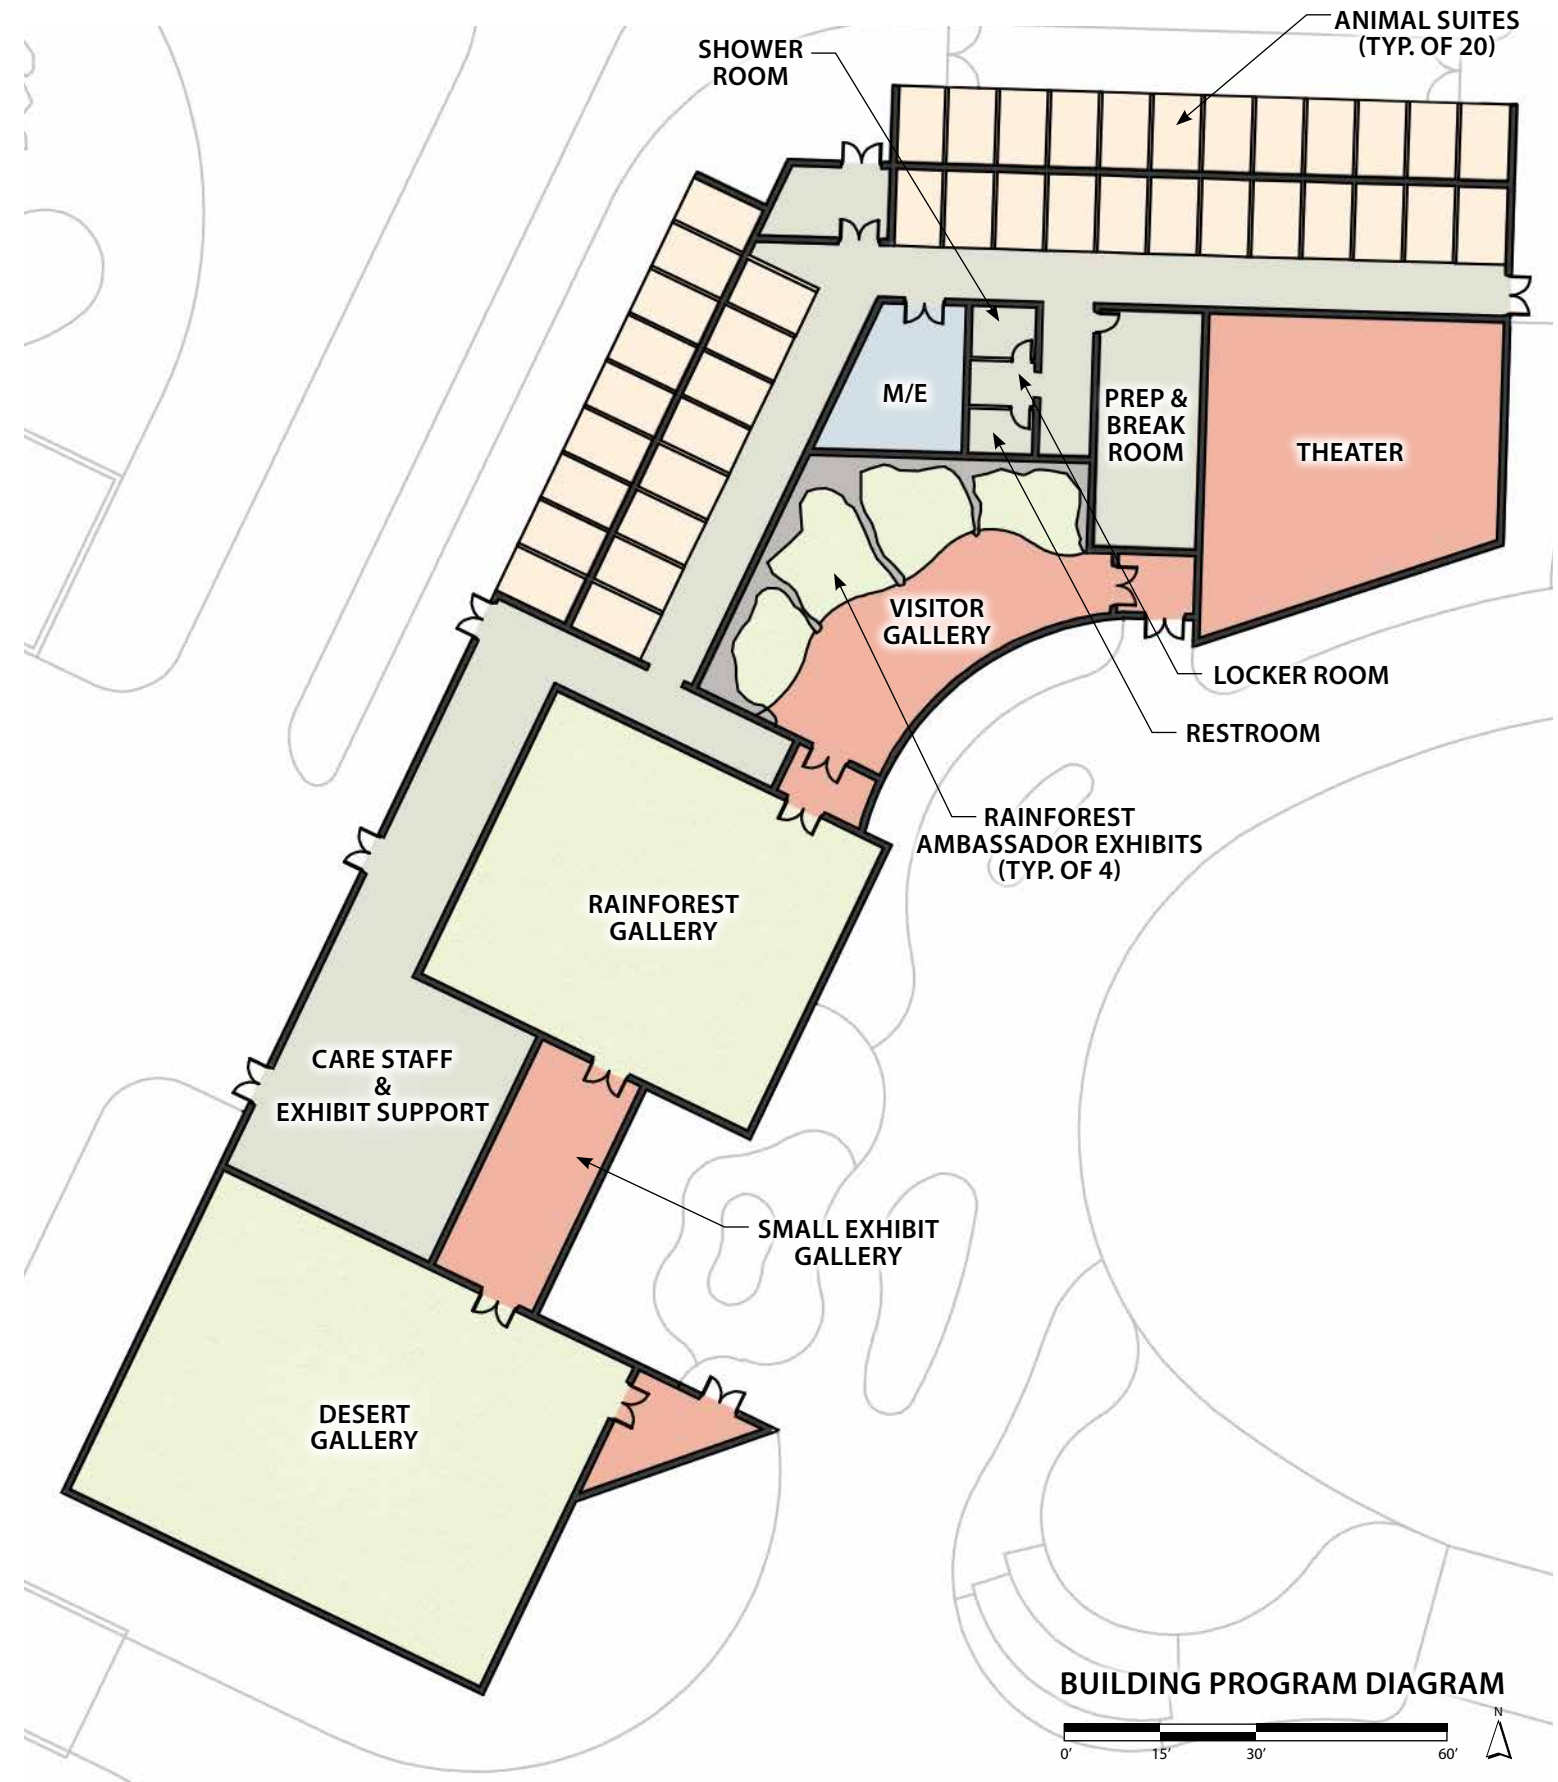 ANIMAL SUITES
(TYP. OF 20)
SHOWER
ROOM
M/E
PREP &
BREAK
ROOM
THEATER
VISITOR
GALLERY
LOCKER ROOM
RESTROOM
RAINFOREST
AMBASSADOR EXHIBITS
(TYP. OF 4)
RAINFOREST
GALLERY
CARE STAFF
&
EXHIBIT SUPPORT
SMALL EXHIBIT
GALLERY
DESERT
GALLERY
BUILDING PROGRAM DIAGRAM
N
0' 15' 30' 60'